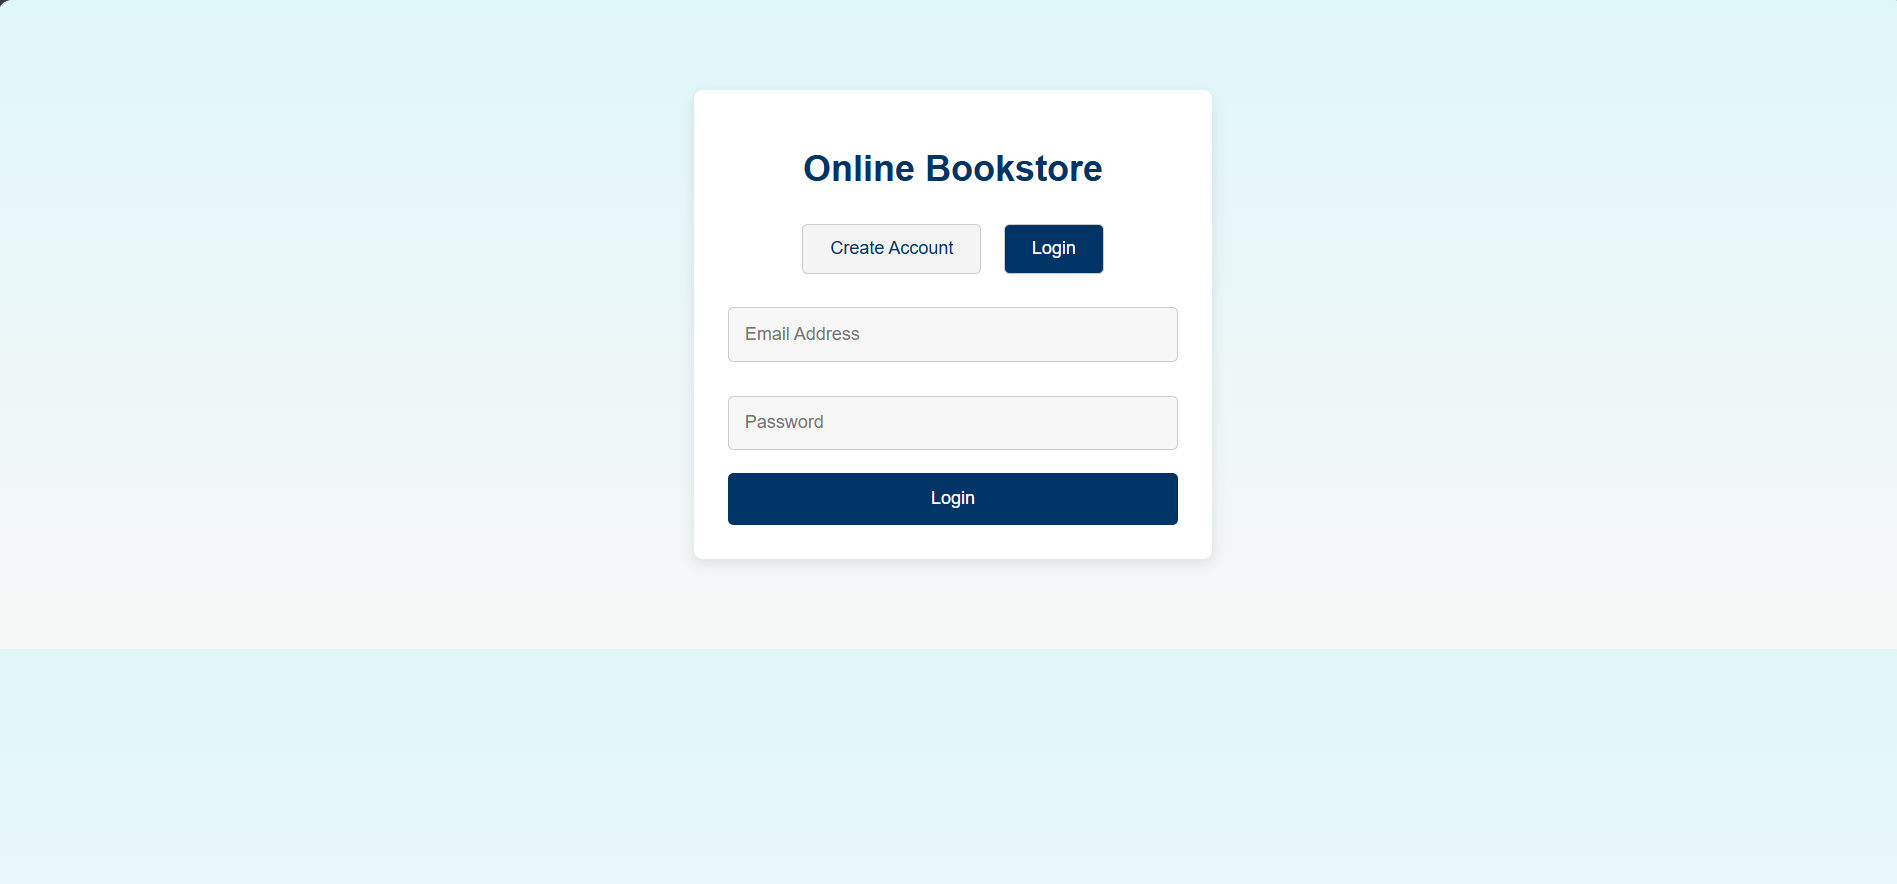 Online Bookstore
Create Account Login
Email Address
Password
Login